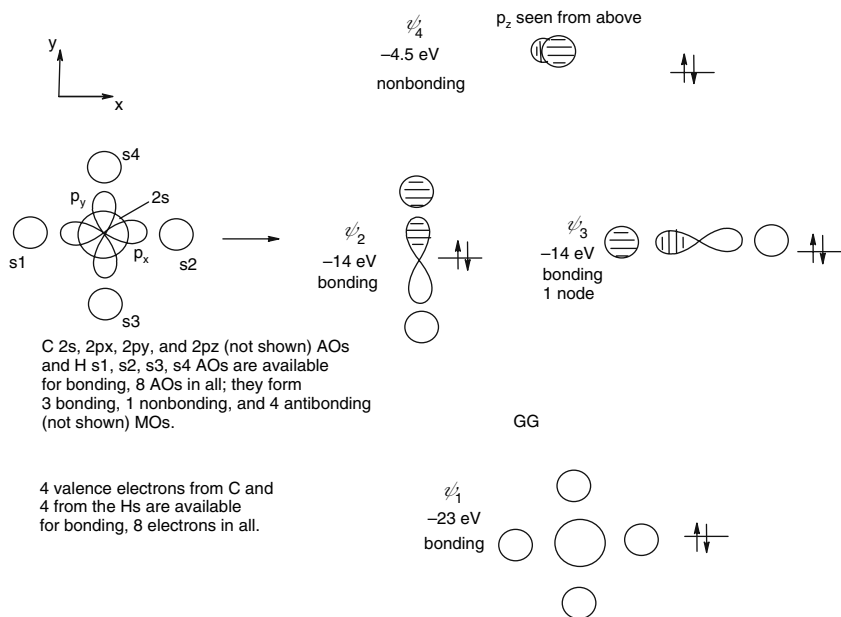 ψ4
–4.5 eV
nonbonding
pz seen from above
y
x
s4
py
2s
s1
px
s2
s3
ψ2
–14 eV
bonding
ψ3
–14 eV
bonding
1 node
C 2s, 2px, 2py, and 2pz (not shown) AOs
and H s1, s2, s3, s4 AOs are available
for bonding, 8 AOs in all; they form
3 bonding, 1 nonbonding, and 4 antibonding
(not shown) MOs.
GG
4 valence electrons from C and
4 from the Hs are available
for bonding, 8 electrons in all.
ψ1
–23 eV
bonding